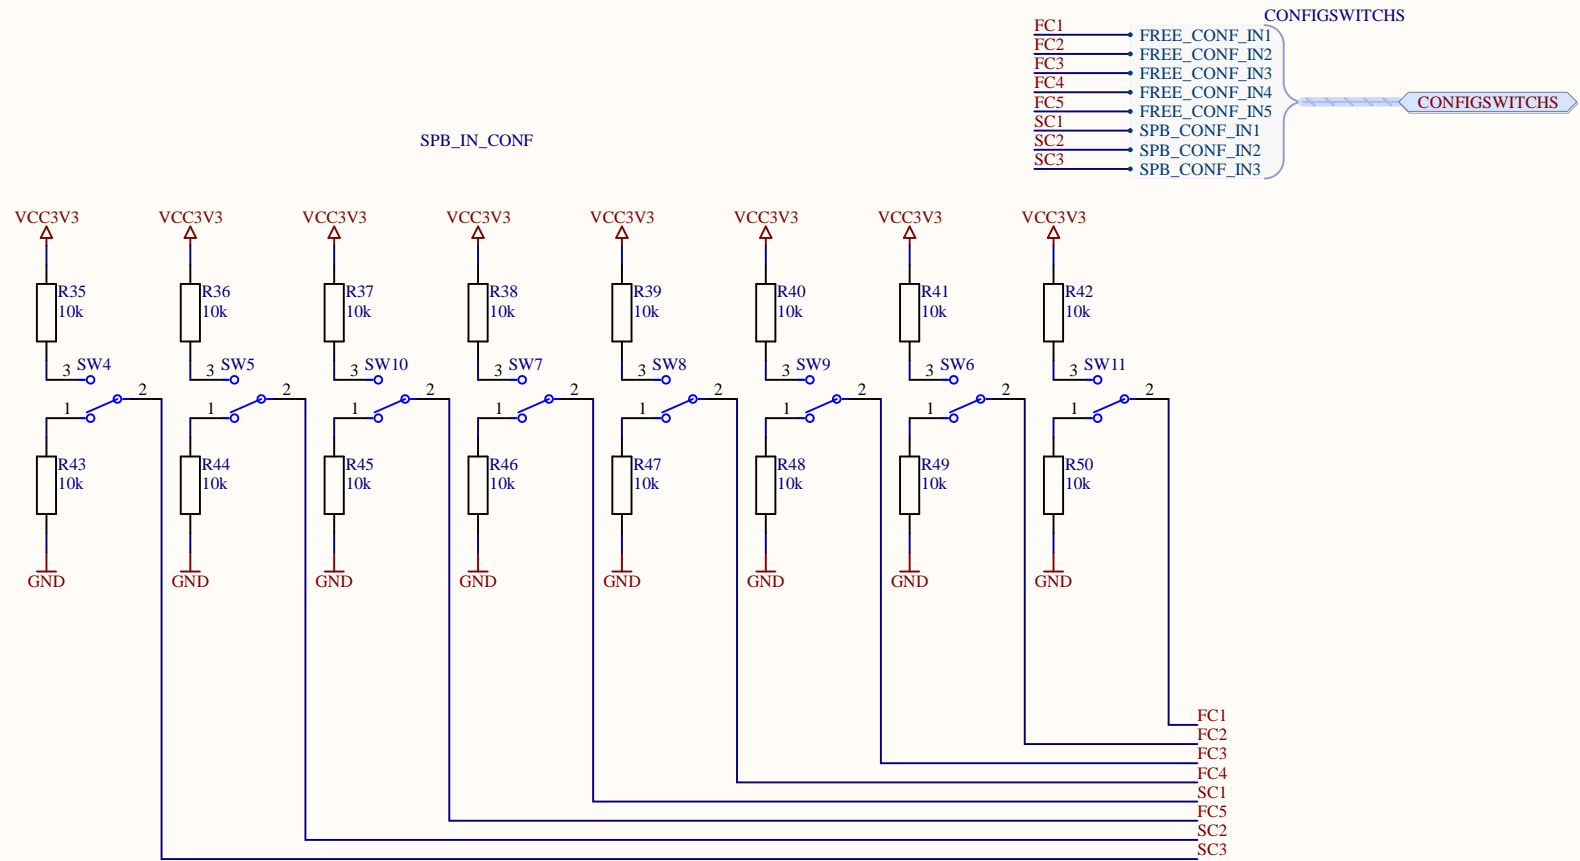 CONFIGSWITCHS
FC1 FREE_CONF_IN1
FC2 FREE_CONF_IN2
FC3 FREE_CONF_IN3
FC4 FREE_CONF_IN4
CONFIGSWITCHS
FC5 FREE_CONF_IN5
SC1 SPB_CONF_IN1
SC2 SPB_CONF_IN2
SC3 SPB_CONF_IN3
SPB_IN_CONF
VCC3V3 VCC3V3 VCC3V3 VCC3V3 VCC3V3 VCC3V3 VCC3V3 VCC3V3
R35 R36 R37 R38 R39 R40 R41 R42
10k 10k 10k 10k 10k 10k 10k 10k
3 SW4 3 SW5 3 SW10 3 SW7 3 SW8 3 SW9 3 SW6 3 SW11
2 2 2 2 2 2 2 2
1 1 1 1 1 1 1 1
R43 R44 R45 R46 R47 R48 R49 R50
10k 10k 10k 10k 10k 10k 10k 10k
GND GND GND GND GND GND GND GND
FC1
FC2
FC3
FC4
SC1
FC5
SC2
SC3